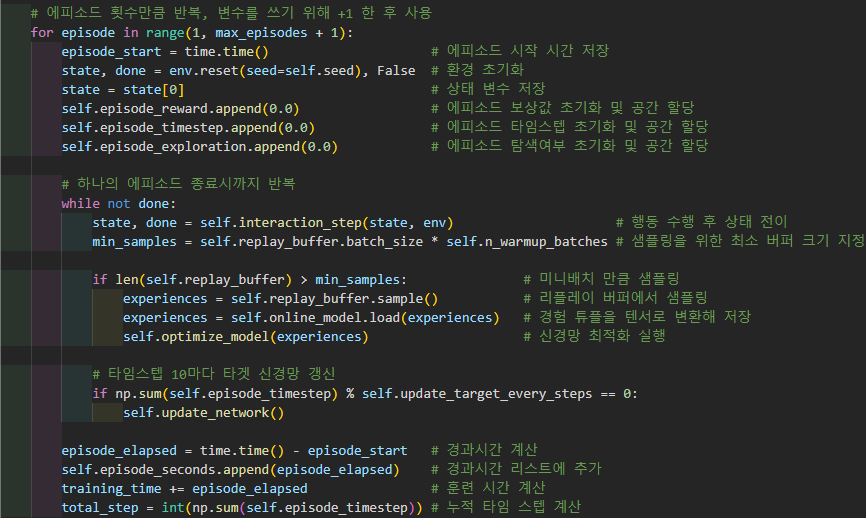 # 에피소드 횟수만큼 반복, 변수를 쓰기 위해 +1 한 후 사용
for episode in range(1, max_episodes + 1):
episode_start = time.time() # 에피소드 시작 시간 저장
state, done = env.reset(seed=self.seed), False # 환경 초기화
state = state[0] # 상태 변수 저장
self.episode_reward.append(0.0) # 에피소드 보상값 초기화 및 공간 할당
self.episode_timestep.append(0.0) # 에피소드 타임스텝 초기화 및 공간 할당
self.episode_exploration.append(0.0) # 에피소드 탐색여부 초기화 및 공간 할당
# 하나의 에피소드 종료시까지 반복
while not done:
state, done = self.interaction_step(state, env) # 행동 수행 후 상태 전이
min_samples = self.replay_buffer.batch_size * self.n_warmup_batches # 샘플링을 위한 최소 버퍼 크기 지정
if len(self.replay_buffer) > min_samples: # 미니배치 만큼 샘플링
experiences = self.replay_buffer.sample() # 리플레이 버퍼에서 샘플링
experiences = self.online_model.load(experiences) # 경험 튜플을 텐서로 변환해 저장
self.optimize_model(experiences) # 신경망 최적화 실행
# 타임스텝 10마다 타겟 신경망 갱신
if np.sum(self.episode_timestep) % self.update_target_every_steps == 0:
self.update_network()
episode_elapsed = time.time() - episode_start # 경과시간 계산
self.episode_seconds.append(episode_elapsed) # 경과시간 리스트에 추가
training_time += episode_elapsed # 훈련 시간 계산
total_step = int(np.sum(self.episode_timestep)) # 누적 타임 스텝 계산